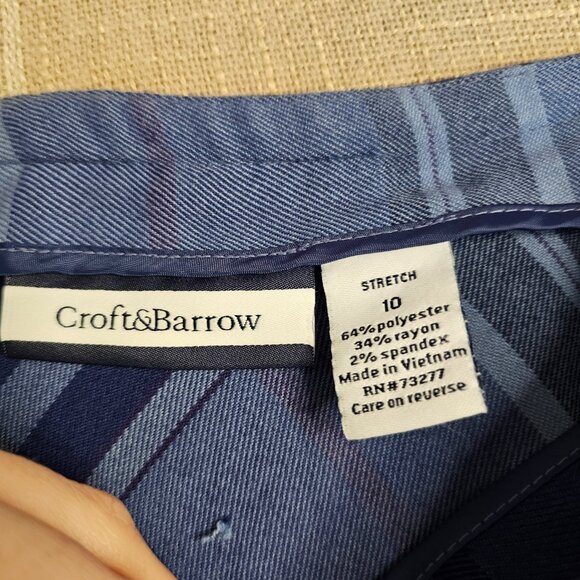 Croft&Barrow
STRETCH
10
64% polyester
34% rayon
2% spandex
Made in Vietnam
RN#73277
Care on reverse